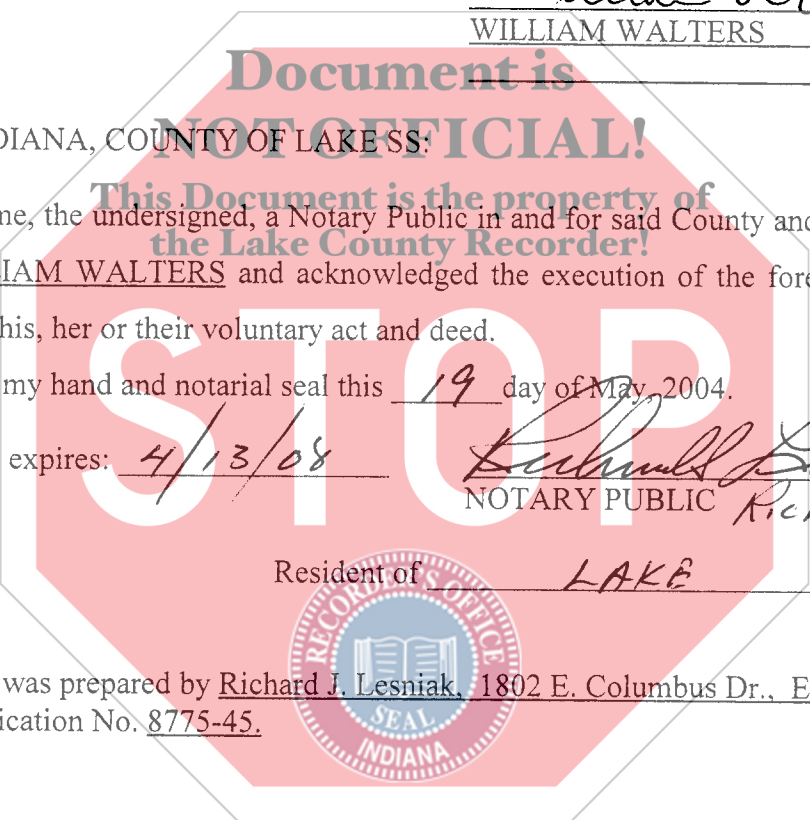 WILLIAM WALTERS
Document is
NOT OFFICIAL!
DIANA, COUNTY OF LAKE SS:
This Document is the property of
the Lake County Recorder!
ne, the undersigned, a Notary Public in and for said County and
IAM WALTERS and acknowledged the execution of the fore
his, her or their voluntary act and deed.
my hand and notarial seal this 19 day of May, 2004.
STOP
expires: 4/13/08
NOTARY PUBLIC
Resident of LAKE
RECORDER'S OFFICE
SEAL
INDIANA
was prepared by Richard J. Lesniak, 1802 E. Columbus Dr., E
ication No. 8775-45.